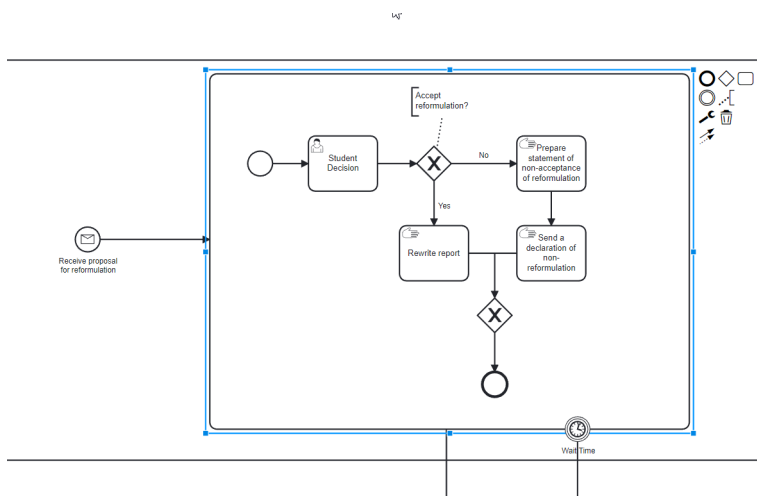 Accept
reformulation?
Student
Decision
No
Prepare
statement of
non-acceptance
of reformulation
Yes
Receive proposal
for reformulation
Rewrite report
Send a
declaration of
non-
reformulation
Wait Time